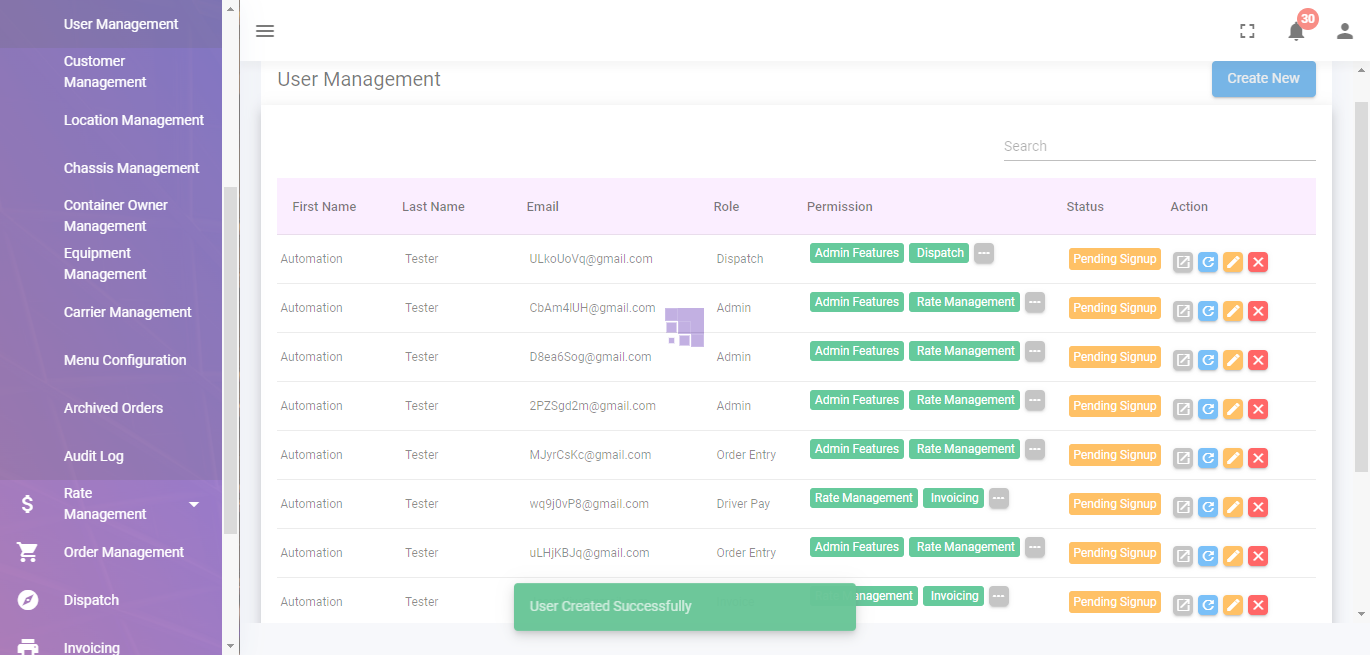 User Management
Customer
Management
Location Management
Chassis Management
Container Owner
Management
Equipment
Management
Carrier Management
Menu Configuration
Archived Orders
Audit Log
Rate
Management
Order Management
Dispatch
Invoicing
30
User Management
Create New
Search
First Name Last Name Email Role Permission Status Action
Automation Tester ULkoUoVq@gmail.com Dispatch Admin Features Dispatch --- Pending Signup
Automation Tester CbAm4lUH@gmail.com Admin Admin Features Rate Management --- Pending Signup
Automation Tester D8ea6Sog@gmail.com Admin Admin Features Rate Management --- Pending Signup
Automation Tester 2PZSgd2m@gmail.com Admin Admin Features Rate Management --- Pending Signup
Automation Tester MJyrCsKc@gmail.com Order Entry Admin Features Rate Management --- Pending Signup
Automation Tester wq9j0vP8@gmail.com Driver Pay Rate Management Invoicing --- Pending Signup
Automation Tester uLHjKBJq@gmail.com Order Entry Admin Features Rate Management --- Pending Signup
Automation Tester Management Invoicing --- Pending Signup
User Created Successfully